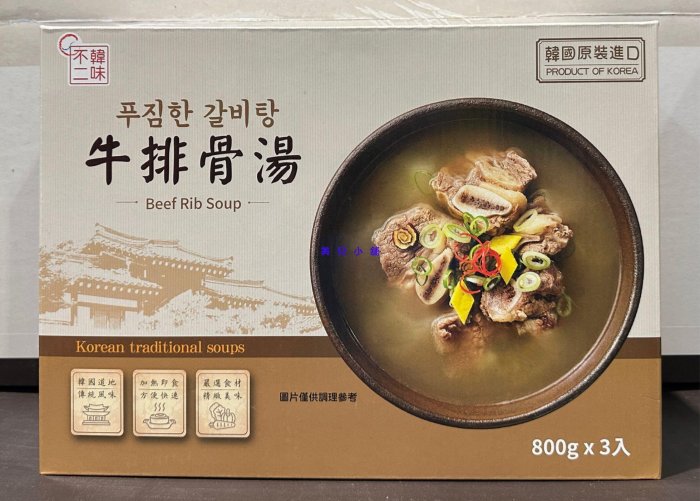 韓味
不二
韓國原裝進口
PRODUCT OF KOREA
푸짐한 갈비탕
牛排骨湯
Beef Rib Soup
Korean traditional soups
韓國道地
傳統風味
加熱即食
方便快速
嚴選食材
精緻美味
圖片僅供調理參考
800g x 3入